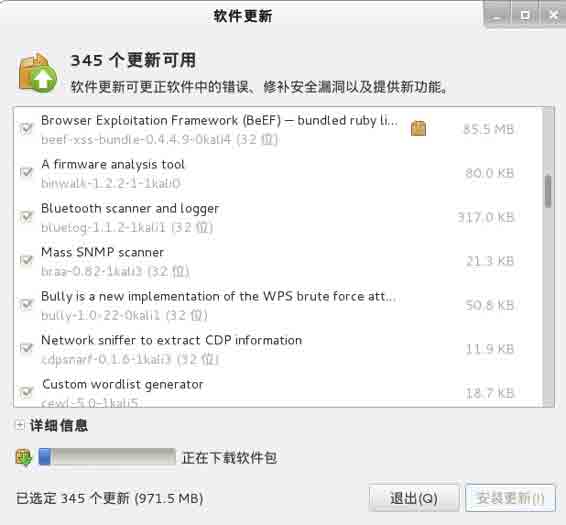 软件更新
345 个更新可用
软件更新可更正软件中的错误、修补安全漏洞以及提供新功能。
Browser Exploitation Framework (BeEF) — bundled ruby li...
beef-xss-bundle-0.4.4.9-0kali4 (32 位)
85.5 MB
A firmware analysis tool
binwalk-1.2.2-1-1kali0
80.0 KB
Bluetooth scanner and logger
bluelog-1.1.2-1kali1 (32 位)
317.0 KB
Mass SNMP scanner
braa-0.82-1kali3 (32 位)
21.3 KB
Bully is a new implementation of the WPS brute force att...
bully-1.0-22-0kali1 (32 位)
50.8 KB
Network sniffer to extract CDP information
cdpsnarf-0.1.6-1kali3 (32 位)
11.9 KB
Custom wordlist generator
cewl-5.0-1kali5
18.7 KB
详细信息
正在下载软件包
已选定 345 个更新 (971.5 MB)
退出(Q)
安装更新(I)